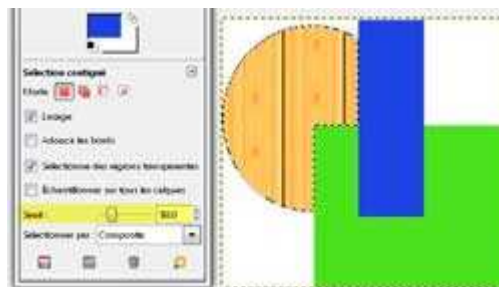 Sélection contiguë
Mode :
Lissage
Adoucir les bords
Sélectionner des régions transparentes
Échantillonner sur tous les calques
Seuil :
Sélectionner par : Composite